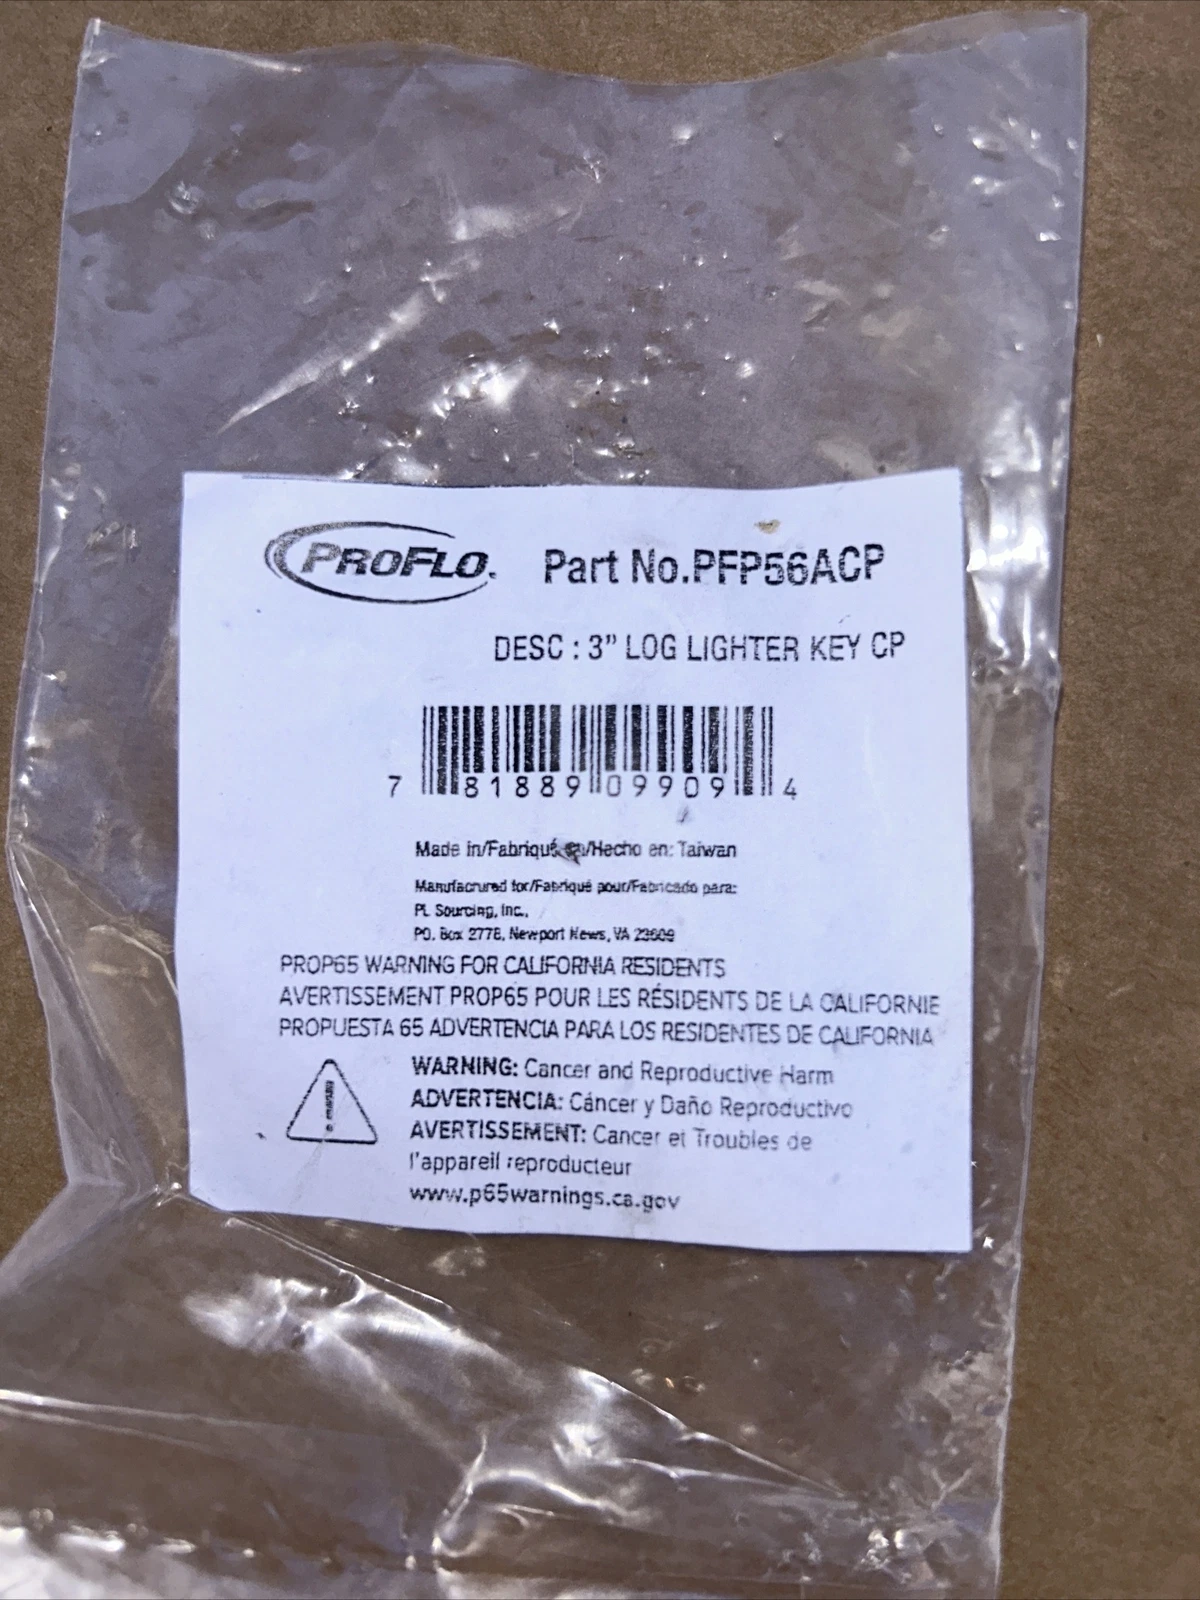 PROFLO. Part No.PFP56ACP
DESC : 3" LOG LIGHTER KEY CP
7 81889 09909 4
Made in/Fabriqué en/Hecho en: Taiwan
Manufacrured for/Fabriqué pour/Fabricado para:
PL Sourcing, Inc.,
PO. Box 2778, Newport News, VA 23609
PROP65 WARNING FOR CALIFORNIA RESIDENTS
AVERTISSEMENT PROP65 POUR LES RÉSIDENTS DE LA CALIFORNIE
PROPUESTA 65 ADVERTENCIA PARA LOS RESIDENTES DE CALIFORNIA
WARNING: Cancer and Reproductive Harm
ADVERTENCIA: Cáncer y Daño Reproductivo
AVERTISSEMENT: Cancer et Troubles de
l'appareil reproducteur
www.p65warnings.ca.gov